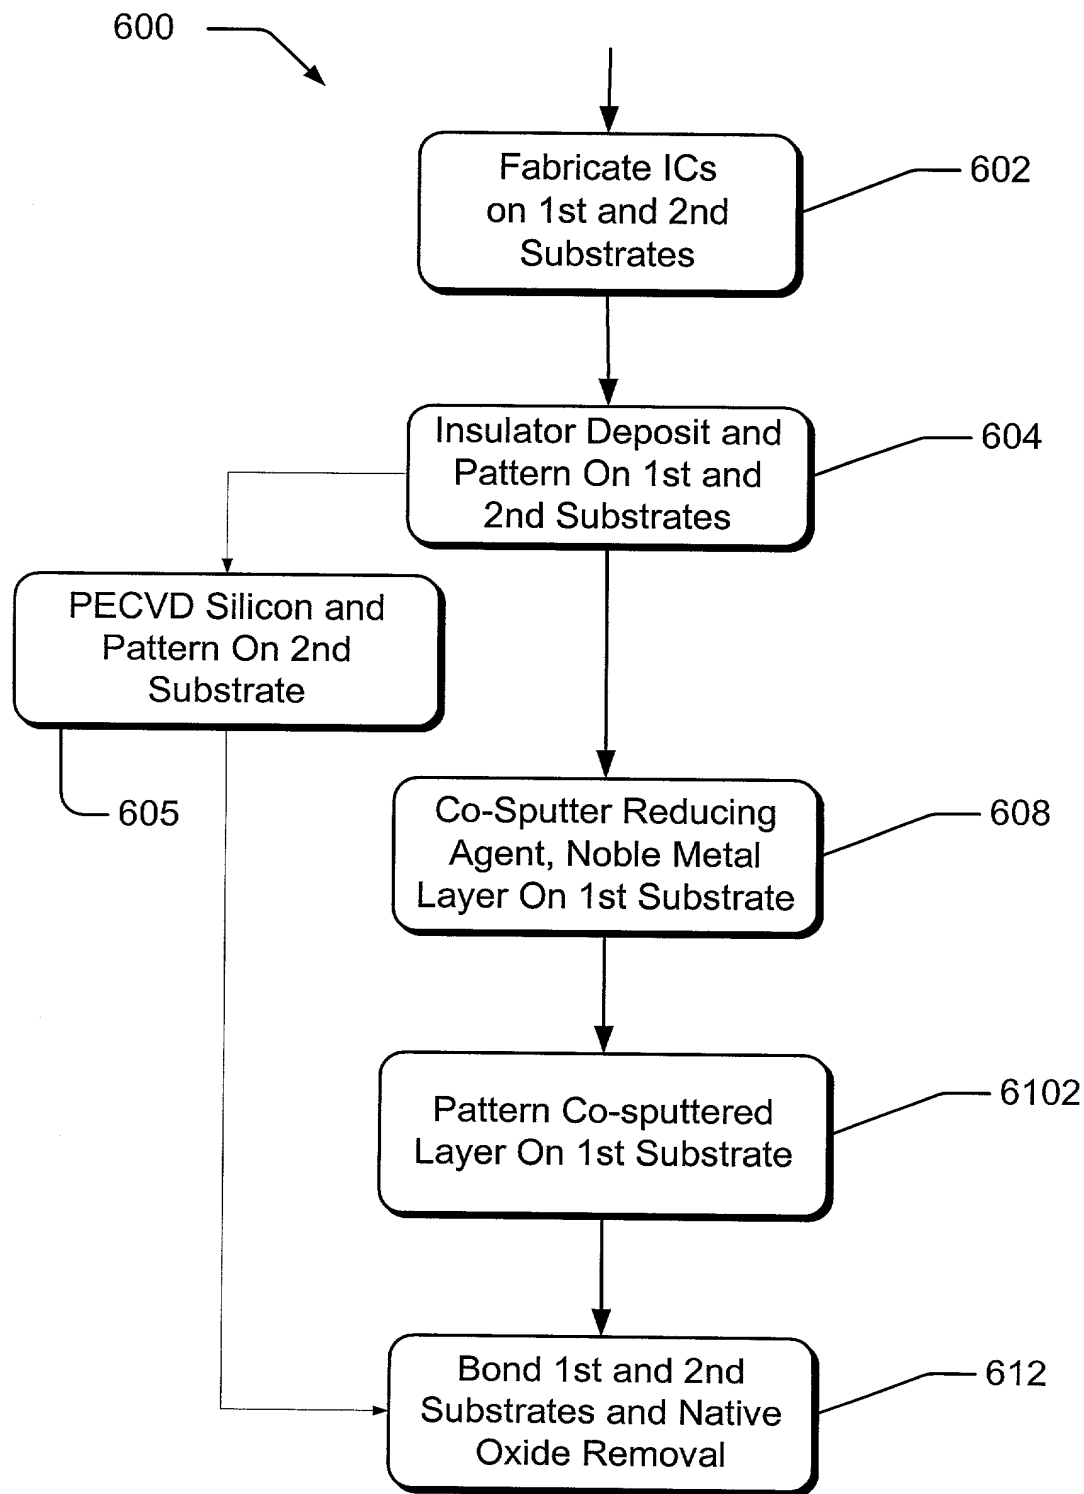 600
Fabricate ICs
on 1st and 2nd
Substrates
602
Insulator Deposit and
Pattern On 1st and
2nd Substrates
604
PECVD Silicon and
Pattern On 2nd
Substrate
605
Co-Sputter Reducing
Agent, Noble Metal
Layer On 1st Substrate
608
Pattern Co-sputtered
Layer On 1st Substrate
6102
Bond 1st and 2nd
Substrates and Native
Oxide Removal
612